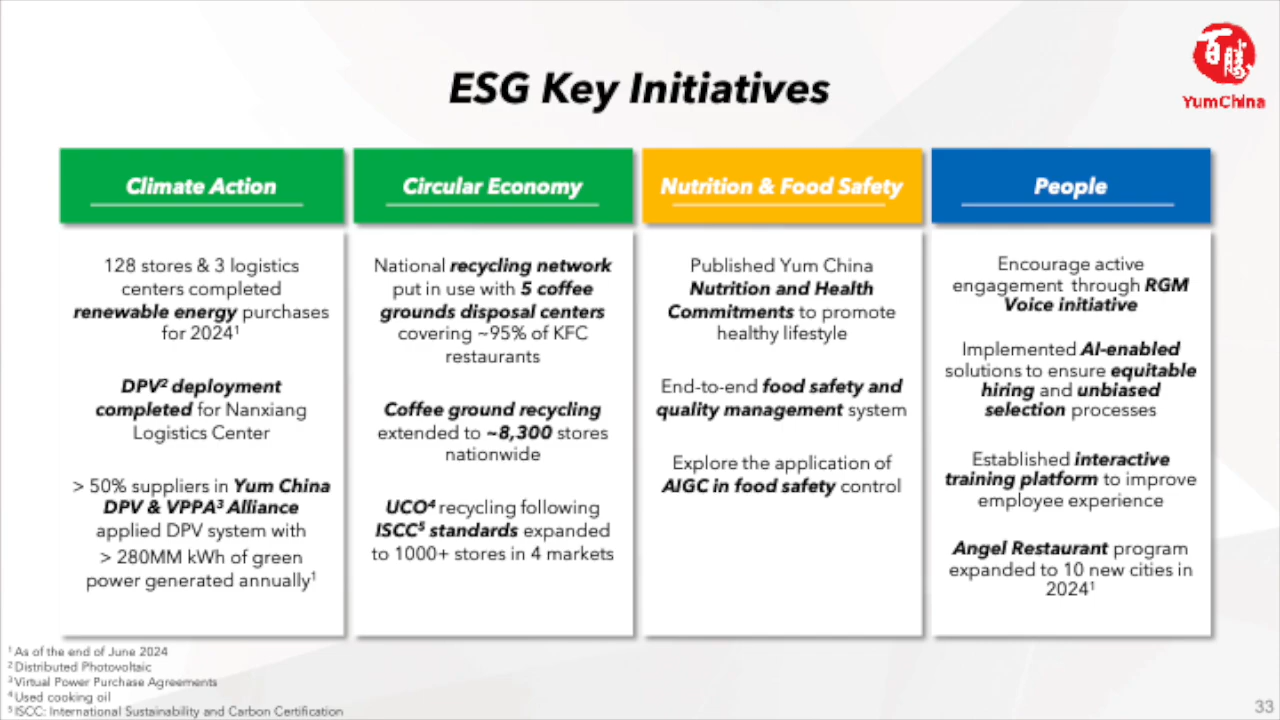 百勝
YumChina
ESG Key Initiatives
Climate Action
128 stores & 3 logistics
centers completed
renewable energy purchases
for 2024¹
DPV² deployment
completed for Nanxiang
Logistics Center
> 50% suppliers in Yum China
DPV & VPPA³ Alliance
applied DPV system with
> 280MM kWh of green
power generated annually¹
Circular Economy
National recycling network
put in use with 5 coffee
grounds disposal centers
covering ~95% of KFC
restaurants
Coffee ground recycling
extended to ~8,300 stores
nationwide
UCO⁴ recycling following
ISCC⁵ standards expanded
to 1000+ stores in 4 markets
Nutrition & Food Safety
Published Yum China
Nutrition and Health
Commitments to promote
healthy lifestyle
End-to-end food safety and
quality management system
Explore the application of
AIGC in food safety control
People
Encourage active
engagement through RGM
Voice initiative
Implemented AI-enabled
solutions to ensure equitable
hiring and unbiased
selection processes
Established interactive
training platform to improve
employee experience
Angel Restaurant program
expanded to 10 new cities in
2024¹
¹ As of the end of June 2024
² Distributed Photovoltaic
³ Virtual Power Purchase Agreements
⁴ Used cooking oil
⁵ ISCC: International Sustainability and Carbon Certification
33